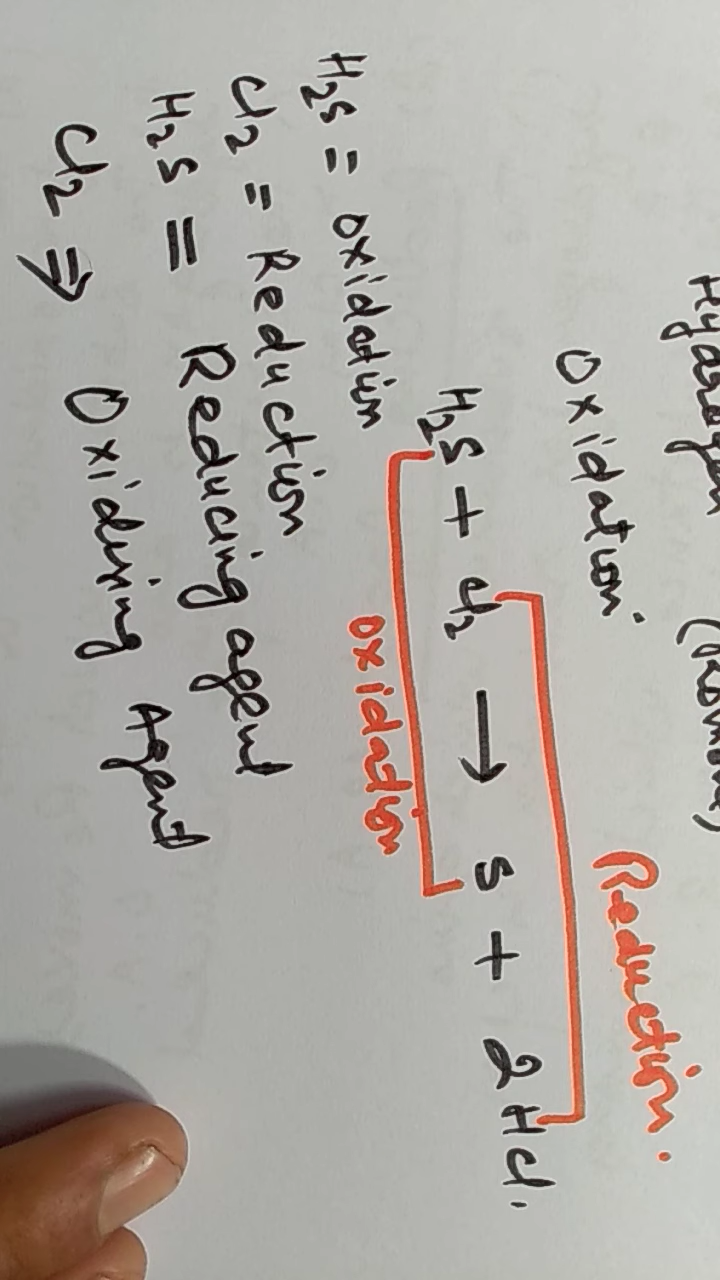 Oxidation
Reduction.
H₂S + Cl₂ → S + 2HCl.
oxidation
H₂S = oxidation
Cl₂ = Reduction
H₂S ≡ Reducing agent
Cl₂ ⇒ Oxidising Agent